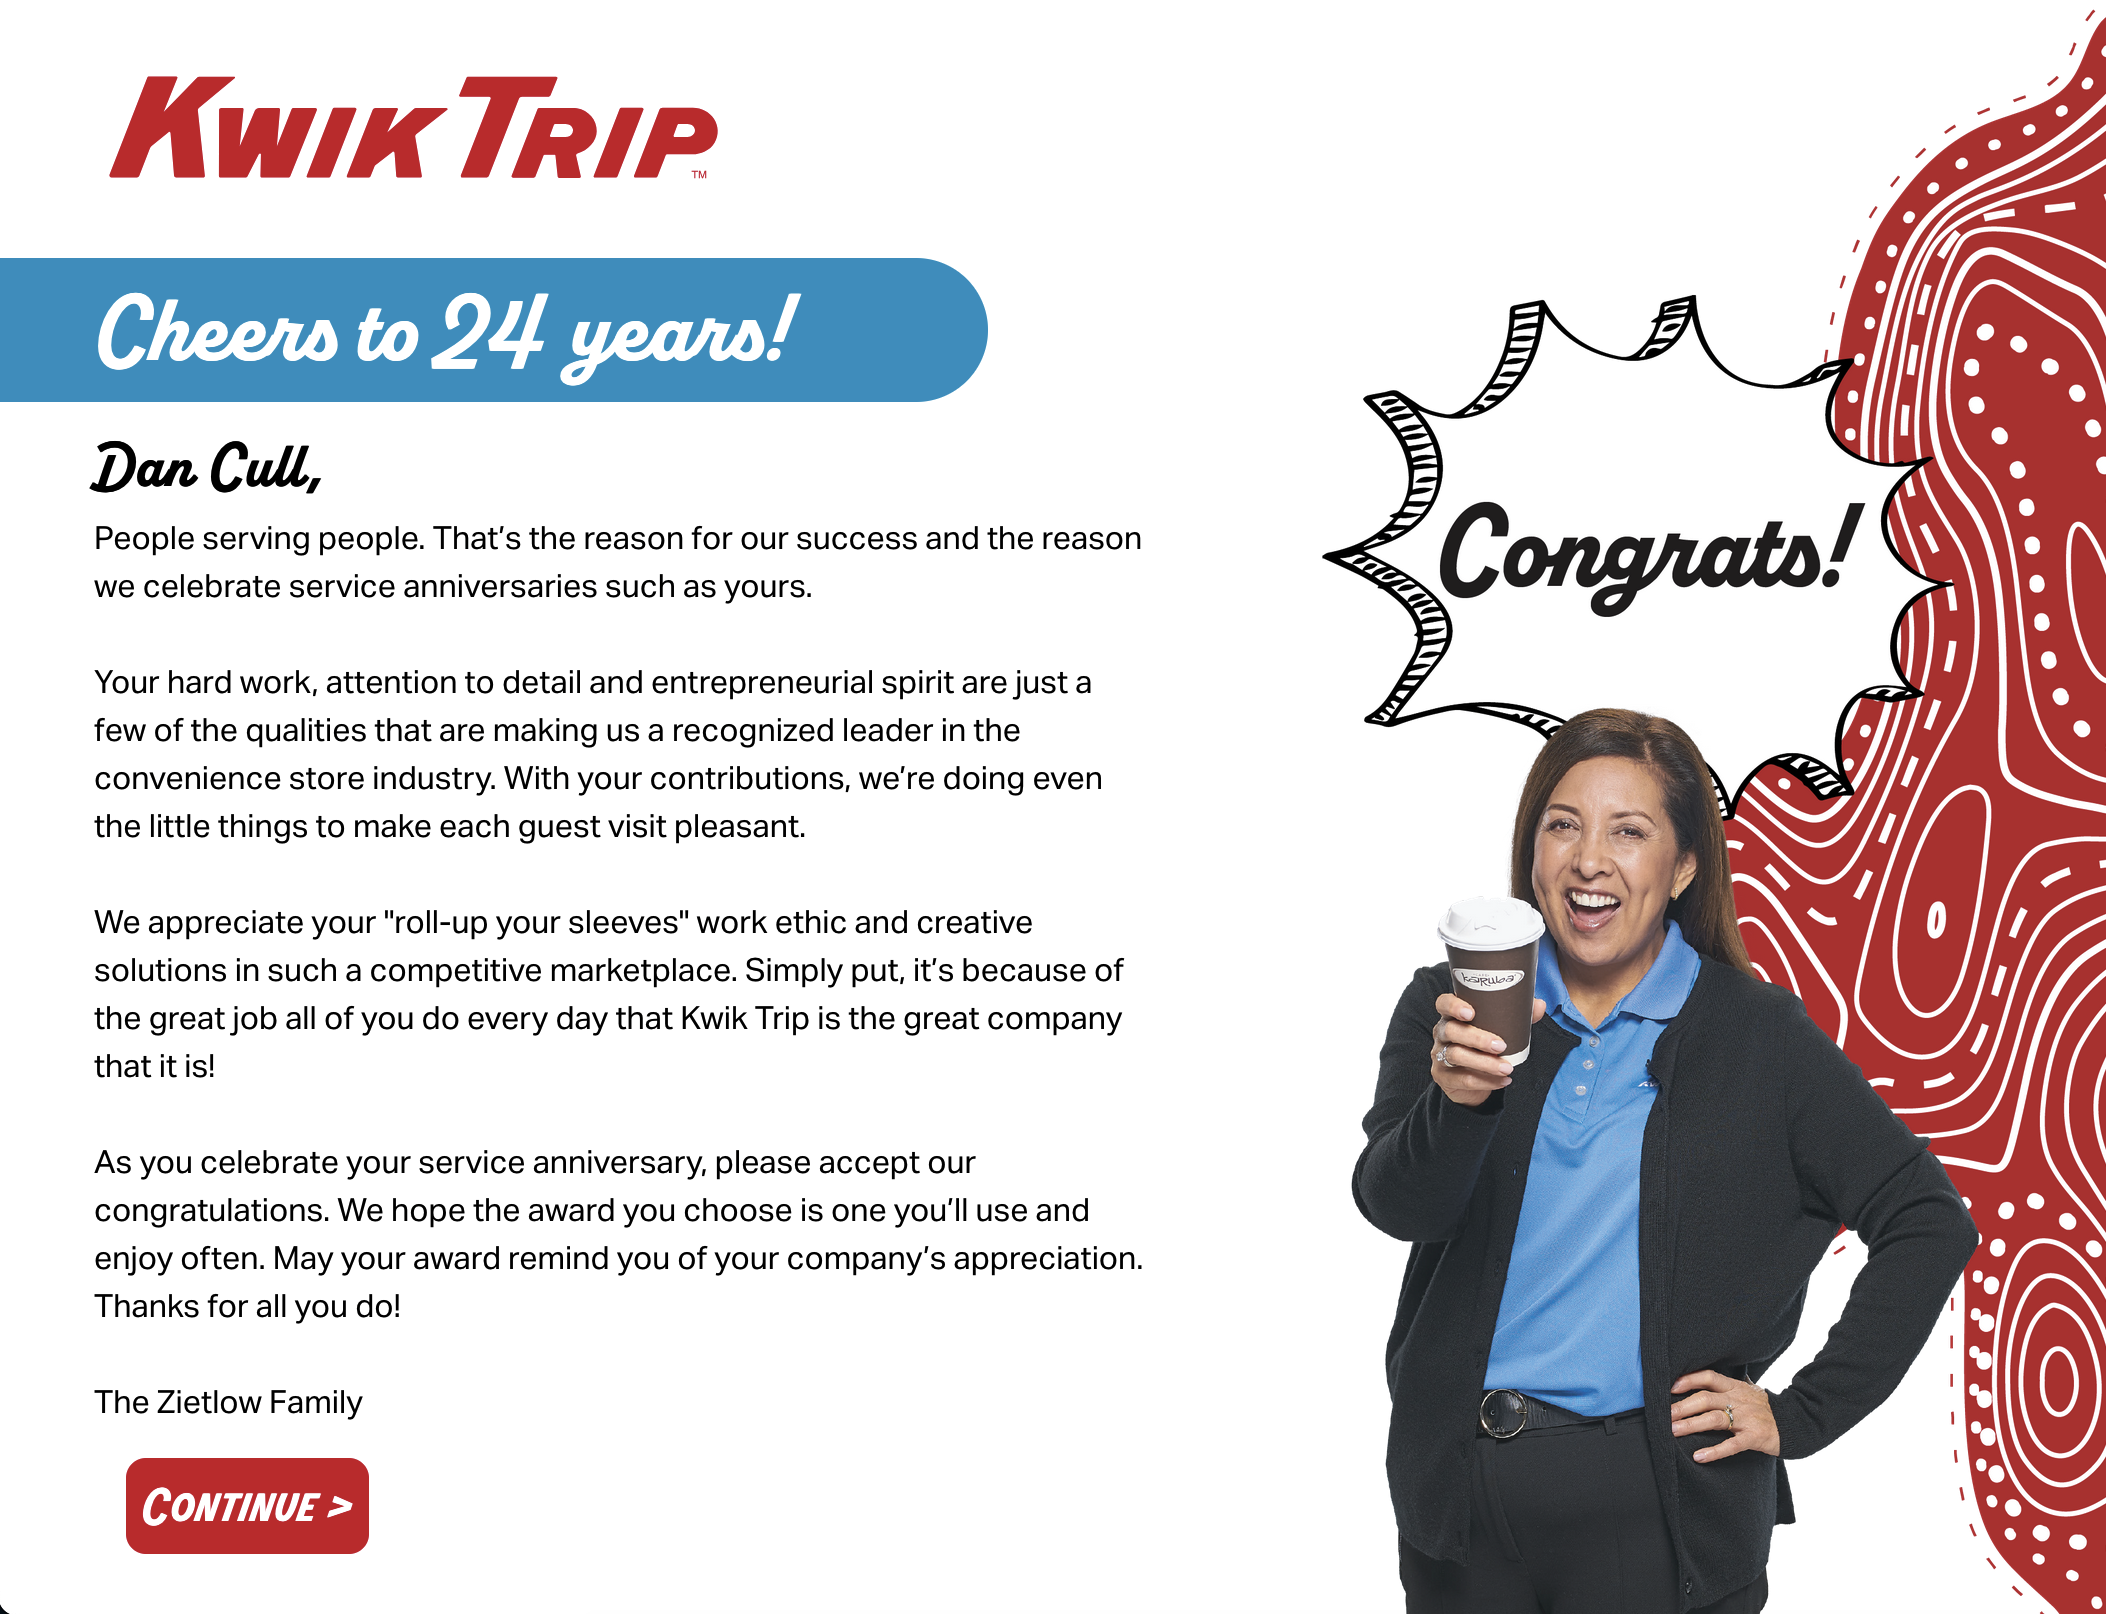 KWIK TRIP™
Cheers to 24 years!
Dan Cull,
People serving people. That’s the reason for our success and the reason
we celebrate service anniversaries such as yours.
Your hard work, attention to detail and entrepreneurial spirit are just a
few of the qualities that are making us a recognized leader in the
convenience store industry. With your contributions, we’re doing even
the little things to make each guest visit pleasant.
We appreciate your "roll-up your sleeves" work ethic and creative
solutions in such a competitive marketplace. Simply put, it’s because of
the great job all of you do every day that Kwik Trip is the great company
that it is!
As you celebrate your service anniversary, please accept our
congratulations. We hope the award you choose is one you’ll use and
enjoy often. May your award remind you of your company’s appreciation.
Thanks for all you do!
The Zietlow Family
CONTINUE >
Congrats!
Karuba